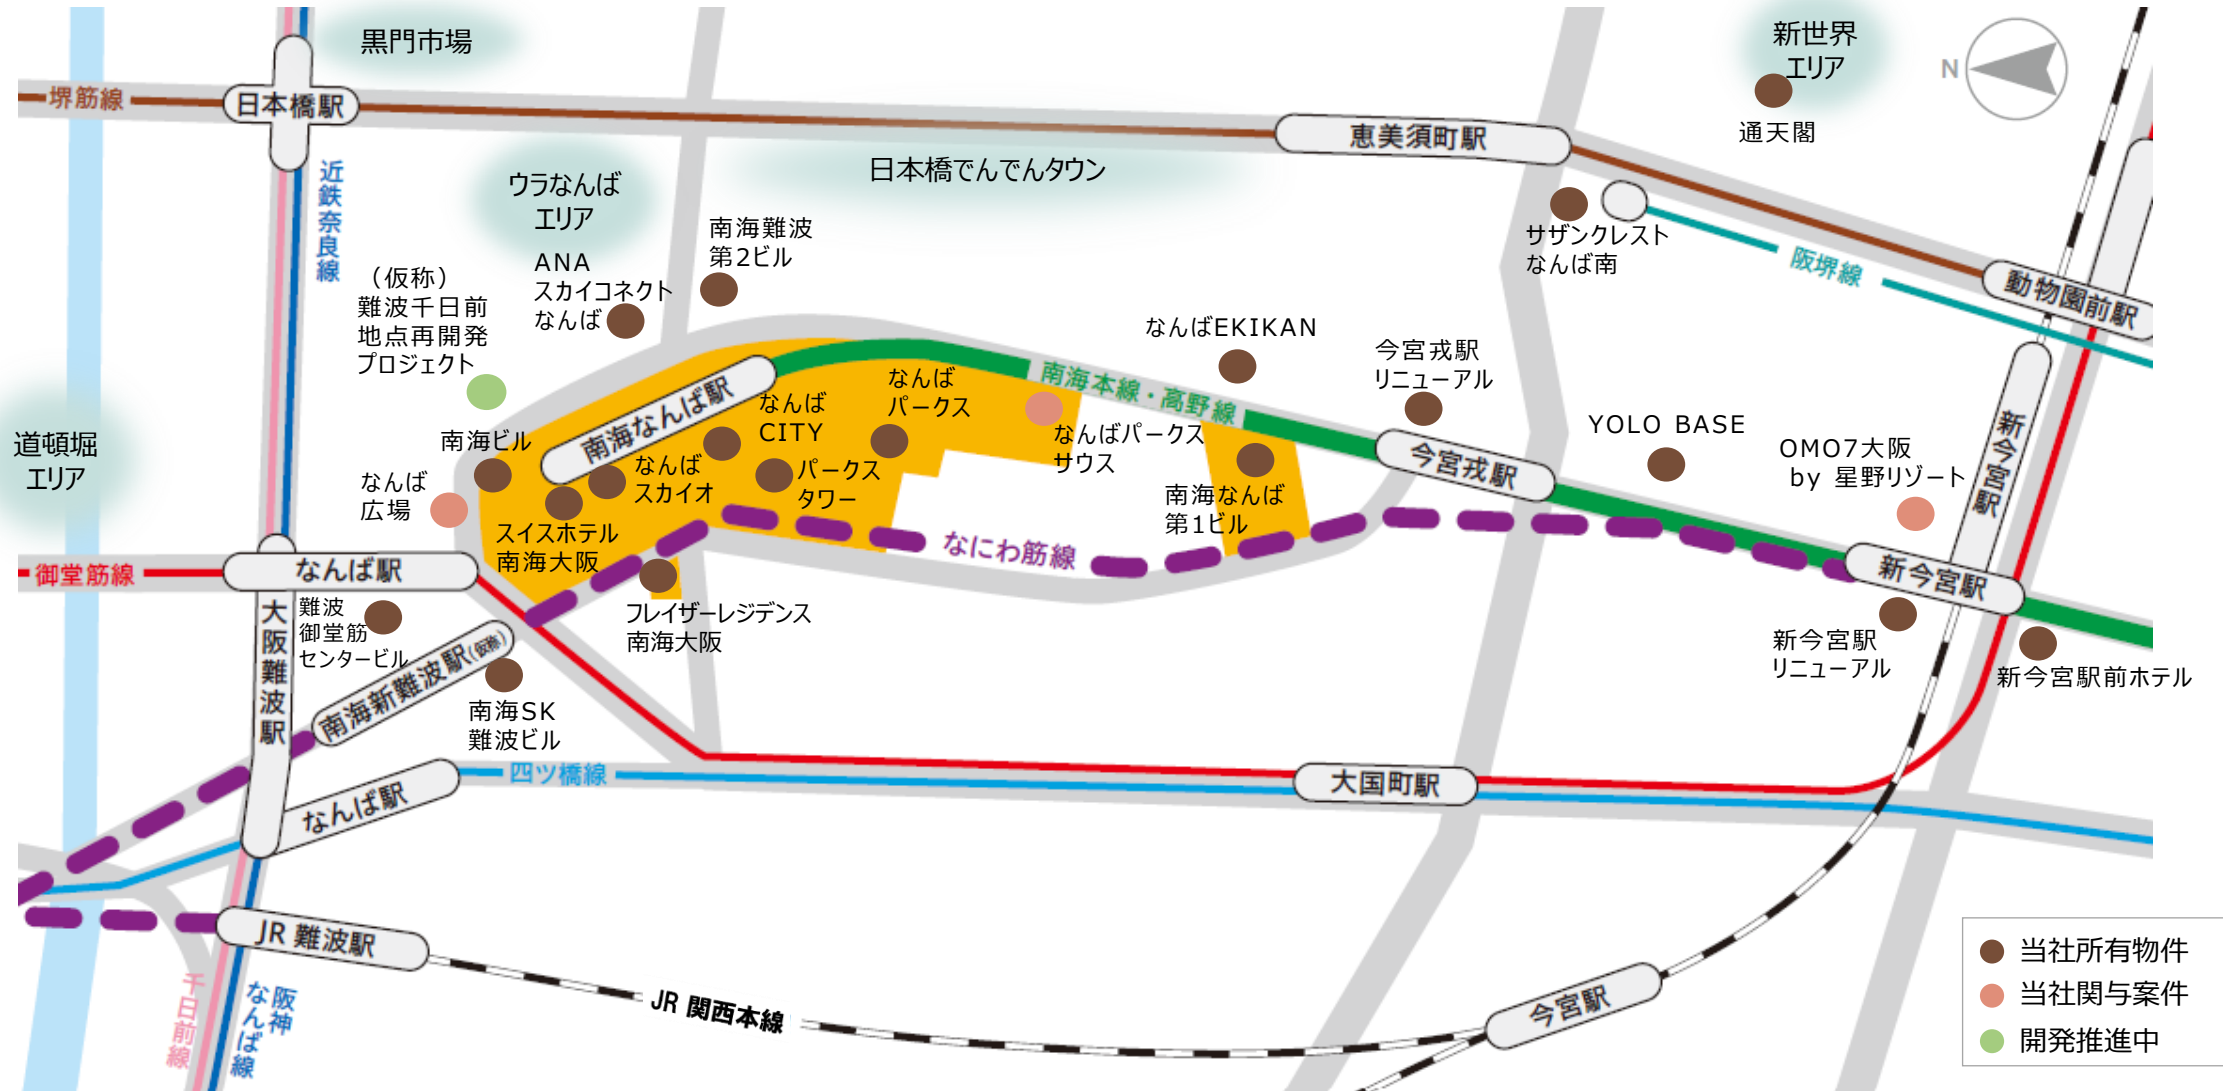 黒門市場
新世界
エリア
N
通天閣
堺筋線
日本橋駅
恵美須町駅
近鉄奈良線
ウラなんば
エリア
日本橋でんでんタウン
南海難波
第2ビル
ANA
スカイコネクト
なんば
（仮称）
難波千日前
地点再開発
プロジェクト
サザンクレスト
なんば南
阪堺線
動物園前駅
なんばEKIKAN
今宮戎駅
リニューアル
南海本線・高野線
なんば
パークス
なんば
CITY
南海なんば駅
道頓堀
エリア
南海ビル
なんば
広場
なんば
スカイオ
パークス
タワー
なんばパークス
サウス
今宮戎駅
YOLO BASE
OMO7大阪
by 星野リゾート
新今宮駅
スイスホテル
南海大阪
南海なんば
第1ビル
なにわ筋線
御堂筋線
なんば駅
新今宮駅
大阪難波駅
難波
御堂筋
センタービル
フレイザーレジデンス
南海大阪
新今宮駅
リニューアル
新今宮駅前ホテル
南海新難波駅(仮称)
南海SK
難波ビル
四ツ橋線
大国町駅
なんば駅
JR 難波駅
千日前線
阪神
なんば線
JR 関西本線
今宮駅
当社所有物件
当社関与案件
開発推進中